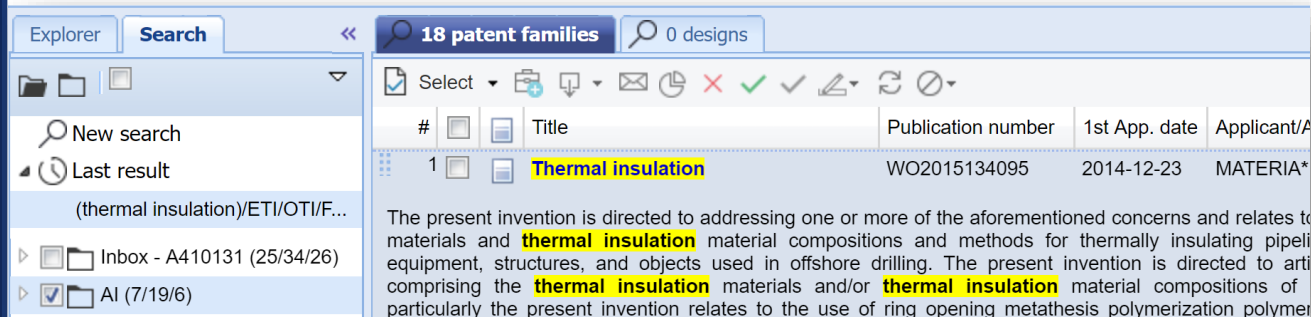 Explorer
Search
«
18 patent families
0 designs
Select
New search
Last result
(thermal insulation)/ETI/OTI/F...
Inbox - A410131 (25/34/26)
AI (7/19/6)
# Title Publication number 1st App. date Applicant/A
1 Thermal insulation WO2015134095 2014-12-23 MATERIA*
The present invention is directed to addressing one or more of the aforementioned concerns and relates to
materials and thermal insulation material compositions and methods for thermally insulating pipeli
equipment, structures, and objects used in offshore drilling. The present invention is directed to arti
comprising the thermal insulation materials and/or thermal insulation material compositions of
particularly the present invention relates to the use of ring opening metathesis polymerization polyme